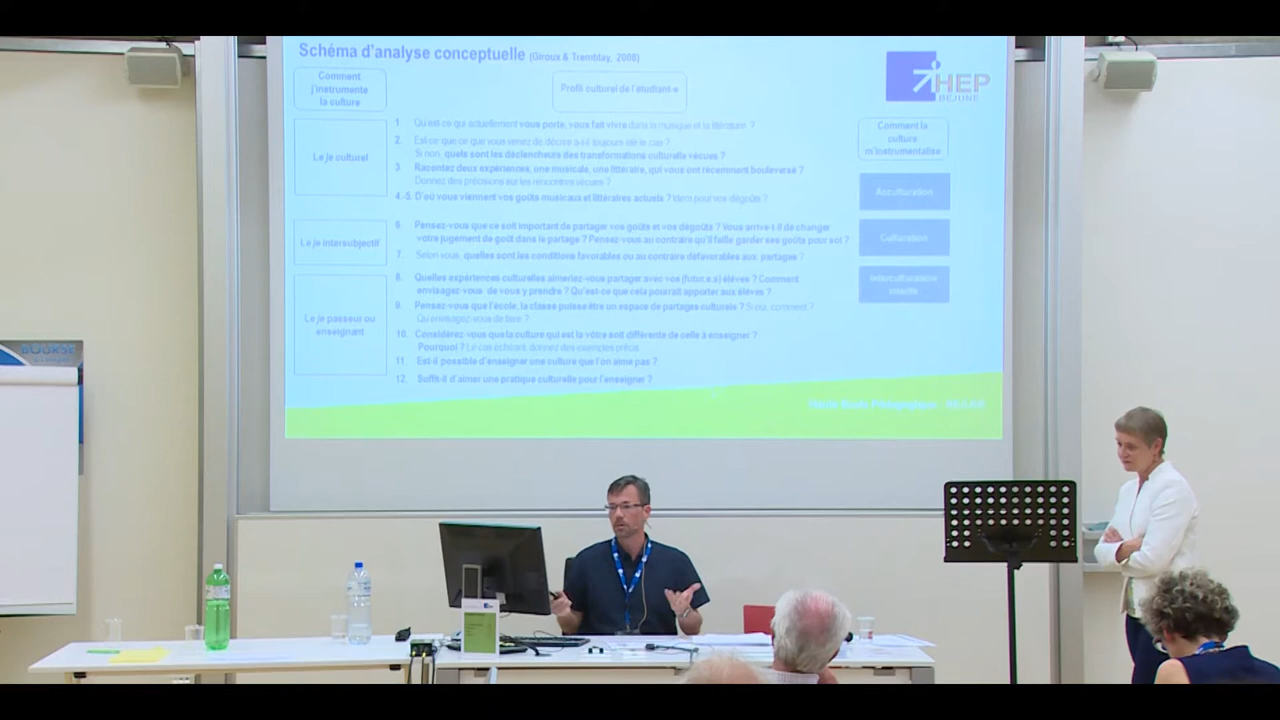 Schéma d'analyse conceptuelle (Giroux & Tremblay, 2008)
Comment
j'instrumente
la culture
Profil culturel de l'étudiant-e
HEP
BEJUNE
Comment la
culture
m'instrumentalise
Le je culturel
1. Qu'est-ce qui actuellement vous porte, vous fait vivre dans la musique et la littérature ?
2. Est-ce que ce que vous venez de décrire a-t-il toujours été le cas ?
Si non, quels sont les déclencheurs des transformations culturelle vécues ?
3. Racontez deux expériences, une musicale, une littéraire, qui vous ont récemment bouleversé ?
Donnez des précisions sur les rencontres vécues ?
4.-5. D'où vous viennent vos goûts musicaux et littéraires actuels ? Idem pour vos dégoûts ?
Acculturation
Culturation
Le je intersubjectif
6. Pensez-vous que ce soit important de partager vos goûts et vos dégoûts ? Vous arrive-t-il de changer
votre jugement de goût dans le partage ? Pensez-vous au contraire qu'il faille garder ses goûts pour soi ?
7. Selon vous, quelles sont les conditions favorables ou au contraire défavorables aux partages ?
Le je passeur ou
enseignant
8. Quelles expériences culturelles aimeriez-vous partager avec vos (futur.e.s) élèves ? Comment
envisagez-vous de vous y prendre ? Qu'est-ce que cela pourrait apporter aux élèves ?
9. Pensez-vous que l'école, la classe puisse être un espace de partages culturels ? Si oui, comment ?
Qu'envisagez-vous de faire ?
10. Considérez-vous que la culture qui est la vôtre soit différente de celle à enseigner ?
Pourquoi ? Le cas échéant, donnez des exemples précis.
11. Est-il possible d'enseigner une culture que l'on aime pas ?
12. Suffit-il d'aimer une pratique culturelle pour l'enseigner ?
Haute Ecole Pédagogique
BOURSE